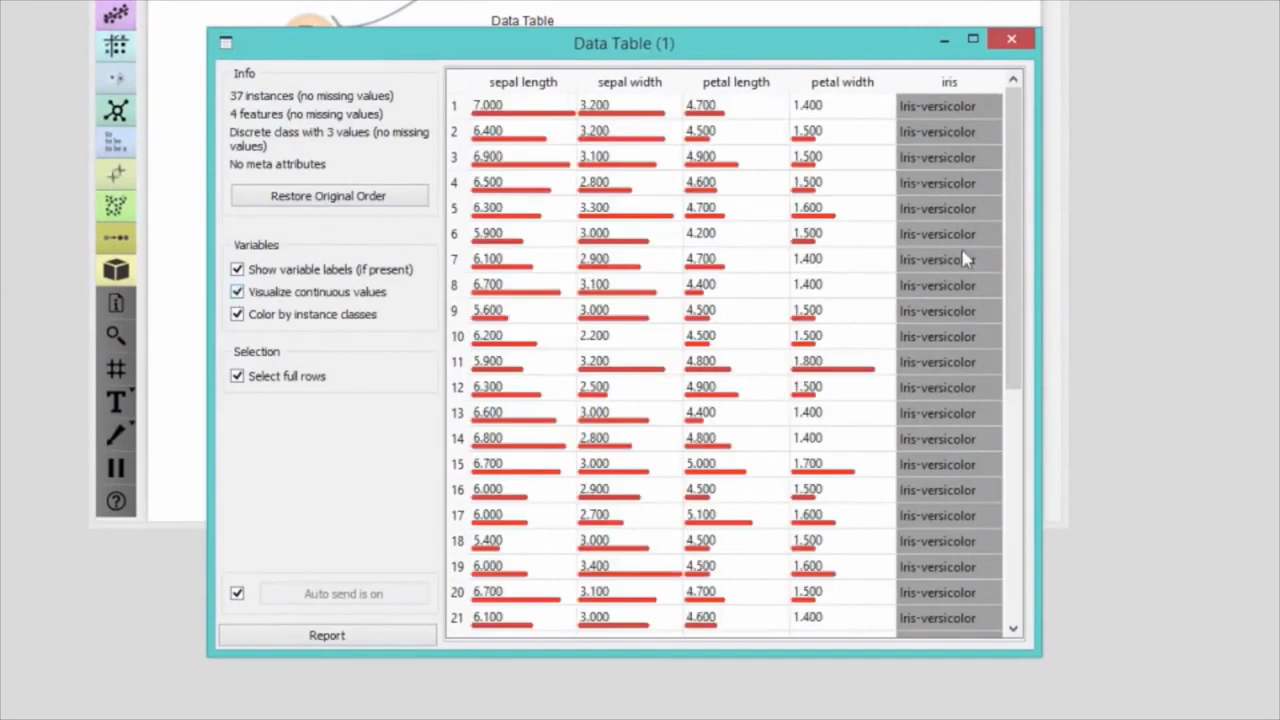 Data Table
Data Table (1)
Info
37 instances (no missing values)
4 features (no missing values)
Discrete class with 3 values (no missing
values)
No meta attributes
Restore Original Order
Variables
Show variable labels (if present)
Visualize continuous values
Color by instance classes
Selection
Select full rows
Auto send is on
Report
sepal length sepal width petal length petal width iris
1 7.000 3.200 4.700 1.400 Iris-versicolor
2 6.400 3.200 4.500 1.500 Iris-versicolor
3 6.900 3.100 4.900 1.500 Iris-versicolor
4 6.500 2.800 4.600 1.500 Iris-versicolor
5 6.300 3.300 4.700 1.600 Iris-versicolor
6 5.900 3.000 4.200 1.500 Iris-versicolor
7 6.100 2.900 4.700 1.400 Iris-versicolor
8 6.700 3.100 4.400 1.400 Iris-versicolor
9 5.600 3.000 4.500 1.500 Iris-versicolor
10 6.200 2.200 4.500 1.500 Iris-versicolor
11 5.900 3.200 4.800 1.800 Iris-versicolor
12 6.300 2.500 4.900 1.500 Iris-versicolor
13 6.600 3.000 4.400 1.400 Iris-versicolor
14 6.800 2.800 4.800 1.400 Iris-versicolor
15 6.700 3.000 5.000 1.700 Iris-versicolor
16 6.000 2.900 4.500 1.500 Iris-versicolor
17 6.000 2.700 5.100 1.600 Iris-versicolor
18 5.400 3.000 4.500 1.500 Iris-versicolor
19 6.000 3.400 4.500 1.600 Iris-versicolor
20 6.700 3.100 4.700 1.500 Iris-versicolor
21 6.100 3.000 4.600 1.400 Iris-versicolor